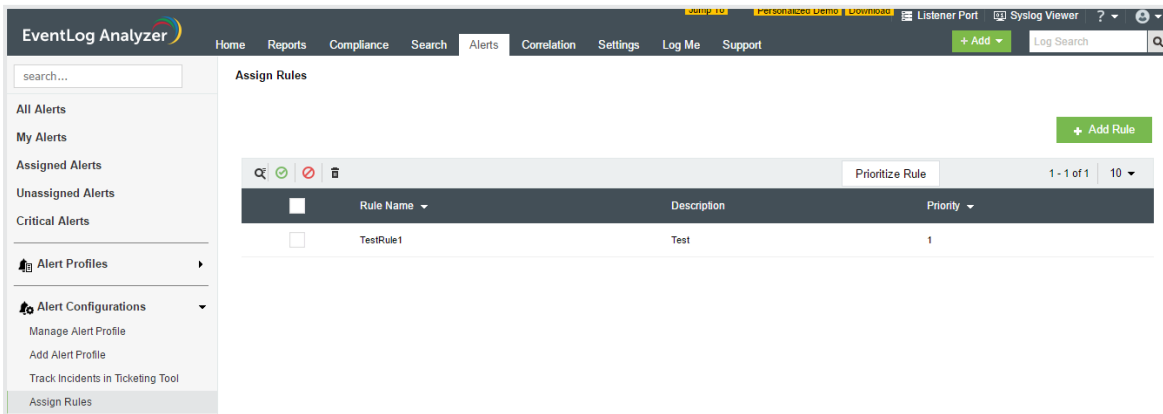 Jump To Personalized Demo Download Listener Port Syslog Viewer ?
EventLog Analyzer
Home Reports Compliance Search Alerts Correlation Settings Log Me Support + Add Log Search
search...
Assign Rules
All Alerts
My Alerts
+ Add Rule
Assigned Alerts
Prioritize Rule 1 - 1 of 1 10
Unassigned Alerts
Rule Name Description Priority
Critical Alerts
TestRule1 Test 1
Alert Profiles
Alert Configurations
Manage Alert Profile
Add Alert Profile
Track Incidents in Ticketing Tool
Assign Rules